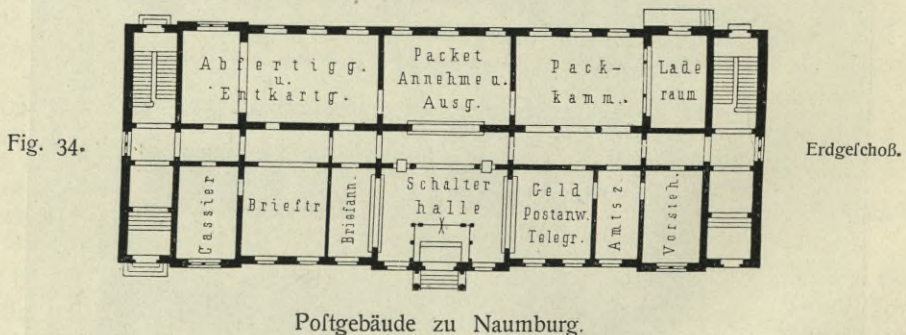 Fig. 34.
Abfertigg.
u.
Entkartg.
Packet
Annehme u.
Ausg.
Pack-
kamm.
Lade
raum
Erdgeſchoß.
Cassier
Brieftr
Briefann.
Schalter
halle
Geld
Postanw.
Telegr.
Amtsz
Vorsteh.
Poſtgebäude zu Naumburg.